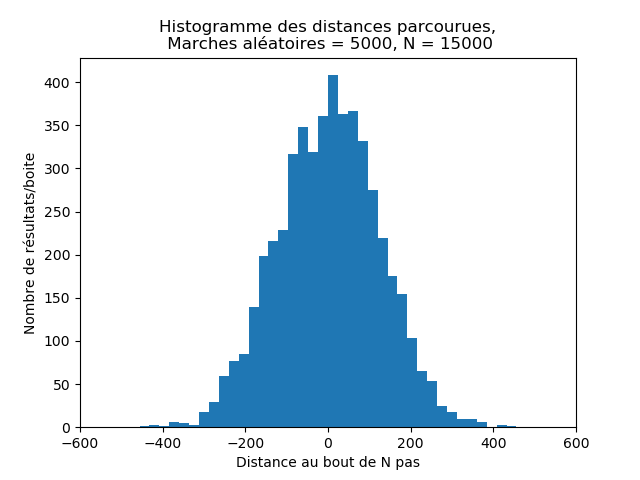 Histogramme des distances parcourues,
Marches aléatoires = 5000, N = 15000
Nombre de résultats/boite
400
350
300
250
200
150
100
50
0
−600 −400 −200 0 200 400 600
Distance au bout de N pas